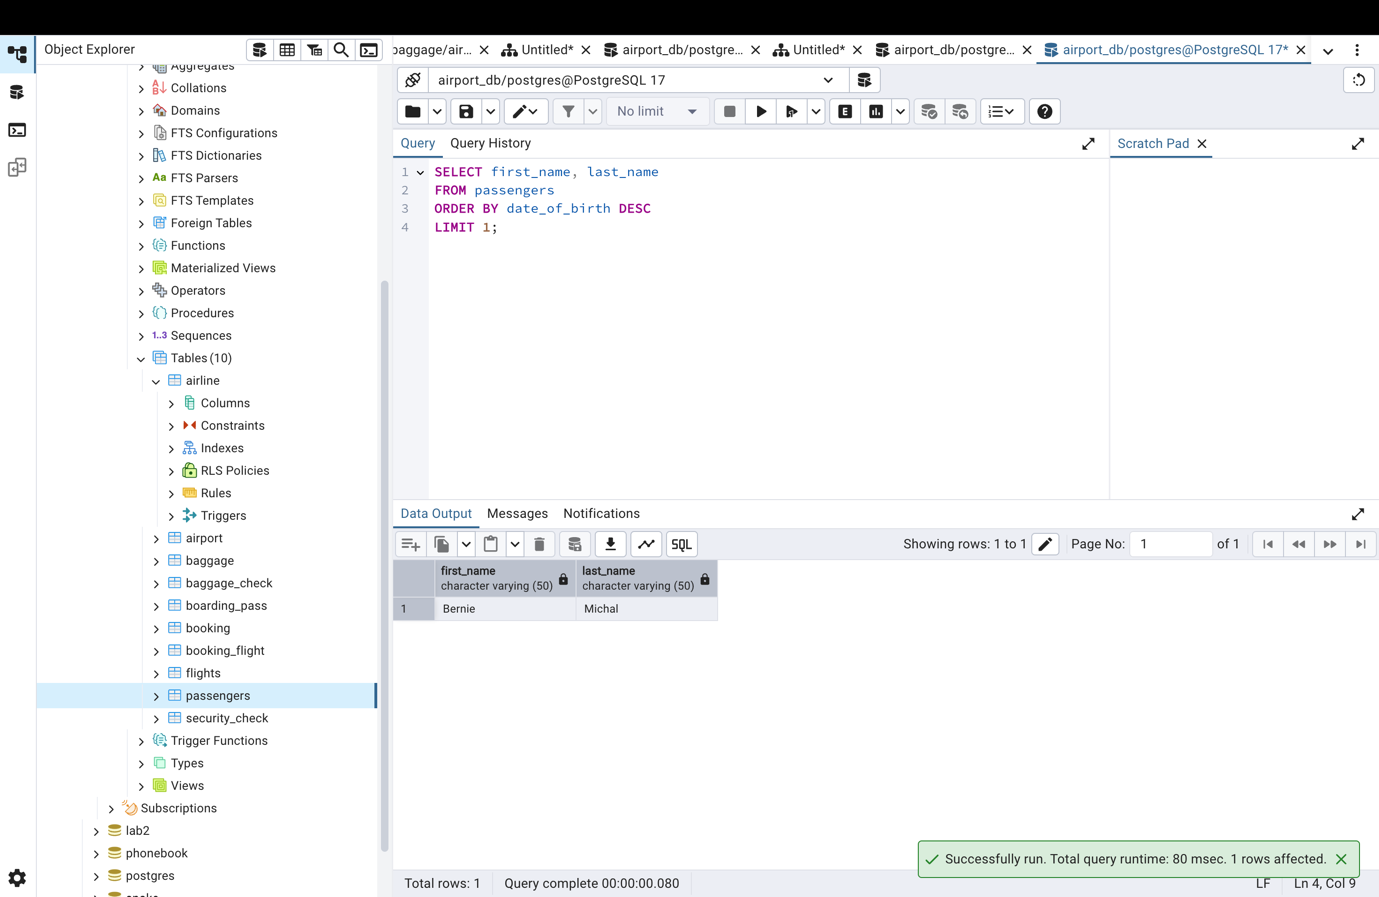 Object Explorer
Aggregates
Collations
Domains
FTS Configurations
FTS Dictionaries
Aa FTS Parsers
FTS Templates
Foreign Tables
Functions
Materialized Views
Operators
Procedures
1..3 Sequences
Tables (10)
airline
Columns
Constraints
Indexes
RLS Policies
Rules
Triggers
airport
baggage
baggage_check
boarding_pass
booking
booking_flight
flights
passengers
security_check
Trigger Functions
Types
Views
Subscriptions
lab2
phonebook
postgres
baggage/air...
Untitled*
airport_db/postgre...
Untitled*
airport_db/postgre...
airport_db/postgres@PostgreSQL 17*
airport_db/postgres@PostgreSQL 17
No limit
E
Query
Query History
Scratch Pad
1 SELECT first_name, last_name
2 FROM passengers
3 ORDER BY date_of_birth DESC
4 LIMIT 1;
Data Output
Messages
Notifications
SQL
Showing rows: 1 to 1
Page No: 1 of 1
first_name
character varying (50)
last_name
character varying (50)
1 Bernie Michal
Successfully run. Total query runtime: 80 msec. 1 rows affected.
Total rows: 1
Query complete 00:00:00.080
LF
Ln 4, Col 9